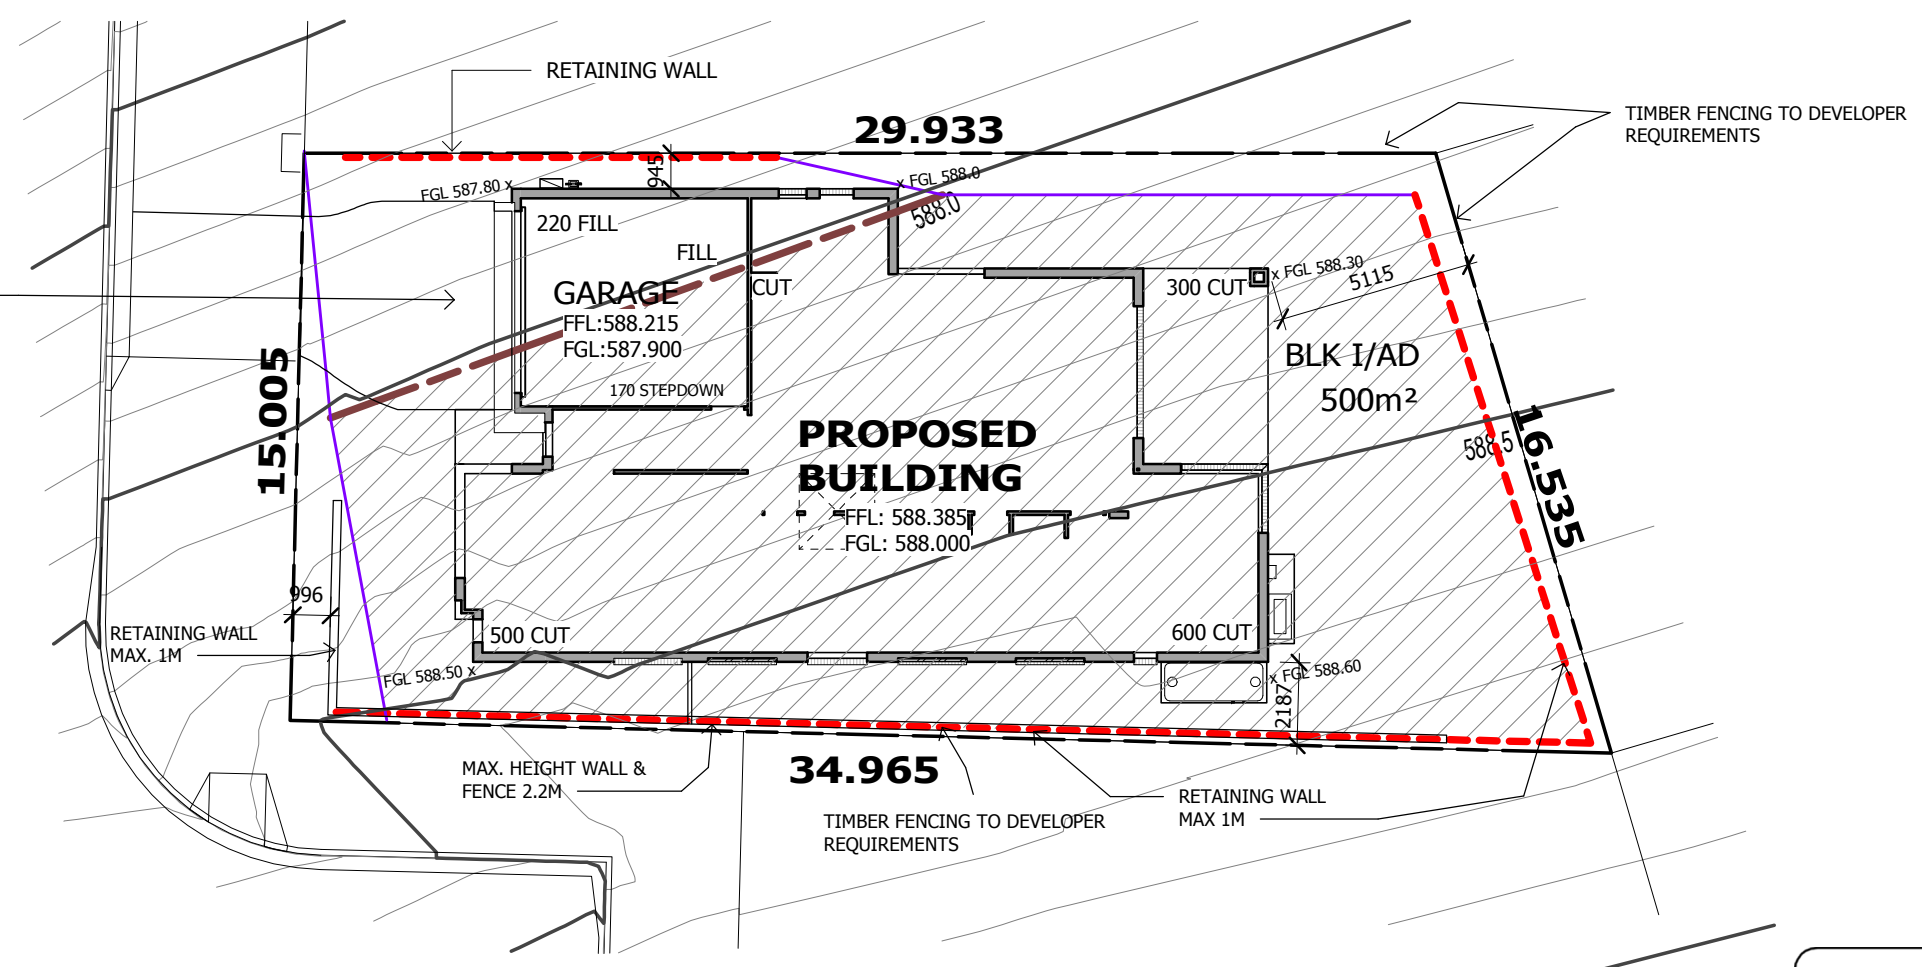 RETAINING WALL
29.933
TIMBER FENCING TO DEVELOPER
REQUIREMENTS
945
FGL 587.80 x
x FGL 588.0
588.0
220 FILL
FILL
CUT
GARAGE
FFL:588.215
FGL:587.900
170 STEPDOWN
300 CUT
x FGL 588.30
5115
BLK I/AD
500m²
15.005
16.535
588.5
PROPOSED
BUILDING
FFL: 588.385
FGL: 588.000
996
RETAINING WALL
MAX. 1M
500 CUT
600 CUT
FGL 588.50 x
x FGL 588.60
2187
MAX. HEIGHT WALL &
FENCE 2.2M
34.965
TIMBER FENCING TO DEVELOPER
REQUIREMENTS
RETAINING WALL
MAX 1M